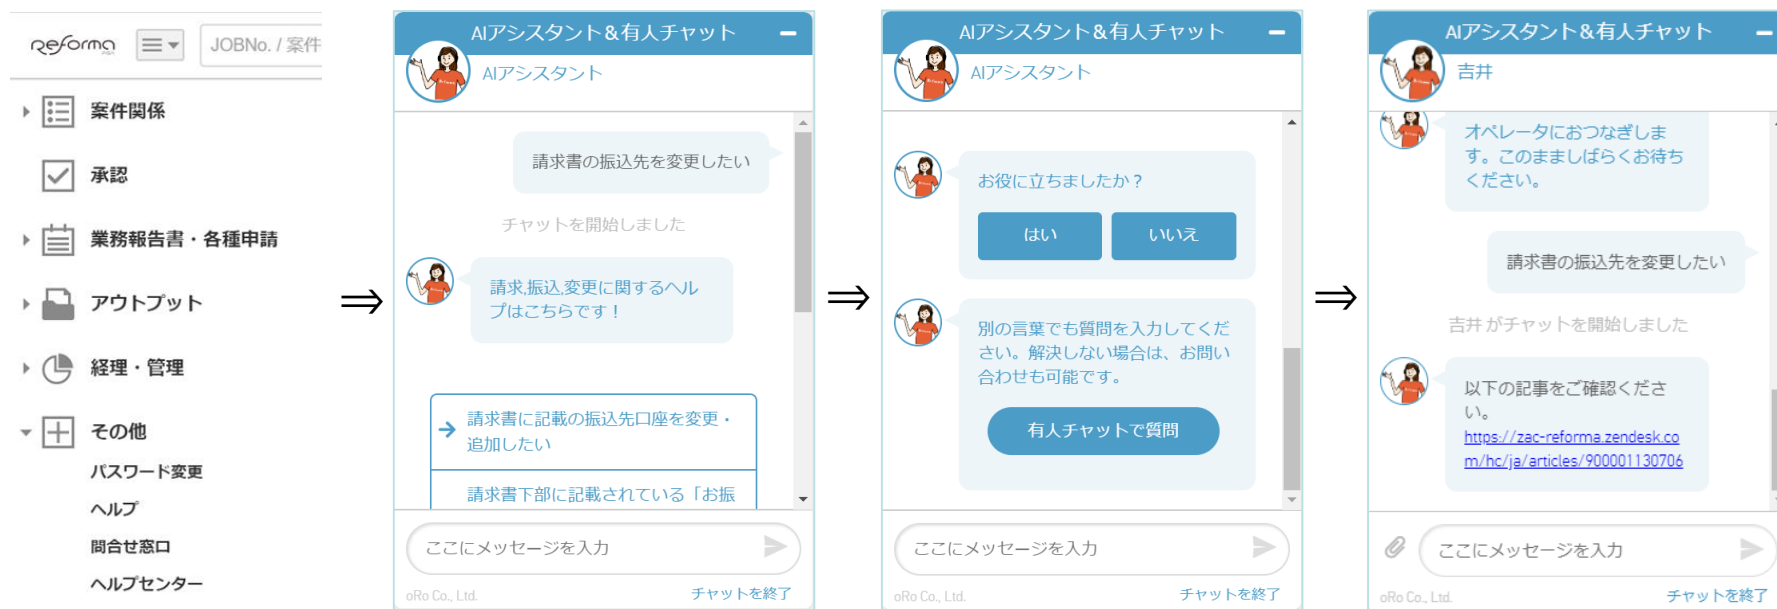 Reforma PSA
JOBNo. / 案件
案件関係
承認
業務報告書・各種申請
アウトプット
経理・管理
その他
パスワード変更
ヘルプ
問合せ窓口
ヘルプセンター
⇒
AIアシスタント＆有人チャット
AIアシスタント
請求書の振込先を変更したい
チャットを開始しました
請求,振込,変更に関するヘル
プはこちらです！
請求書に記載の振込先口座を変更・
追加したい
請求書下部に記載されている「お振
ここにメッセージを入力
oRo Co., Ltd.
チャットを終了
⇒
AIアシスタント＆有人チャット
AIアシスタント
お役に立ちましたか？
はい
いいえ
別の言葉でも質問を入力してくだ
さい。解決しない場合は、お問い
合わせも可能です。
有人チャットで質問
ここにメッセージを入力
oRo Co., Ltd.
チャットを終了
⇒
AIアシスタント＆有人チャット
吉井
オペレータにおつなぎしま
す。このまましばらくお待ち
ください。
請求書の振込先を変更したい
吉井 がチャットを開始しました
以下の記事をご確認くださ
い。
https://zac-reforma.zendesk.co
m/hc/ja/articles/900001130706
ここにメッセージを入力
oRo Co., Ltd.
チャットを終了